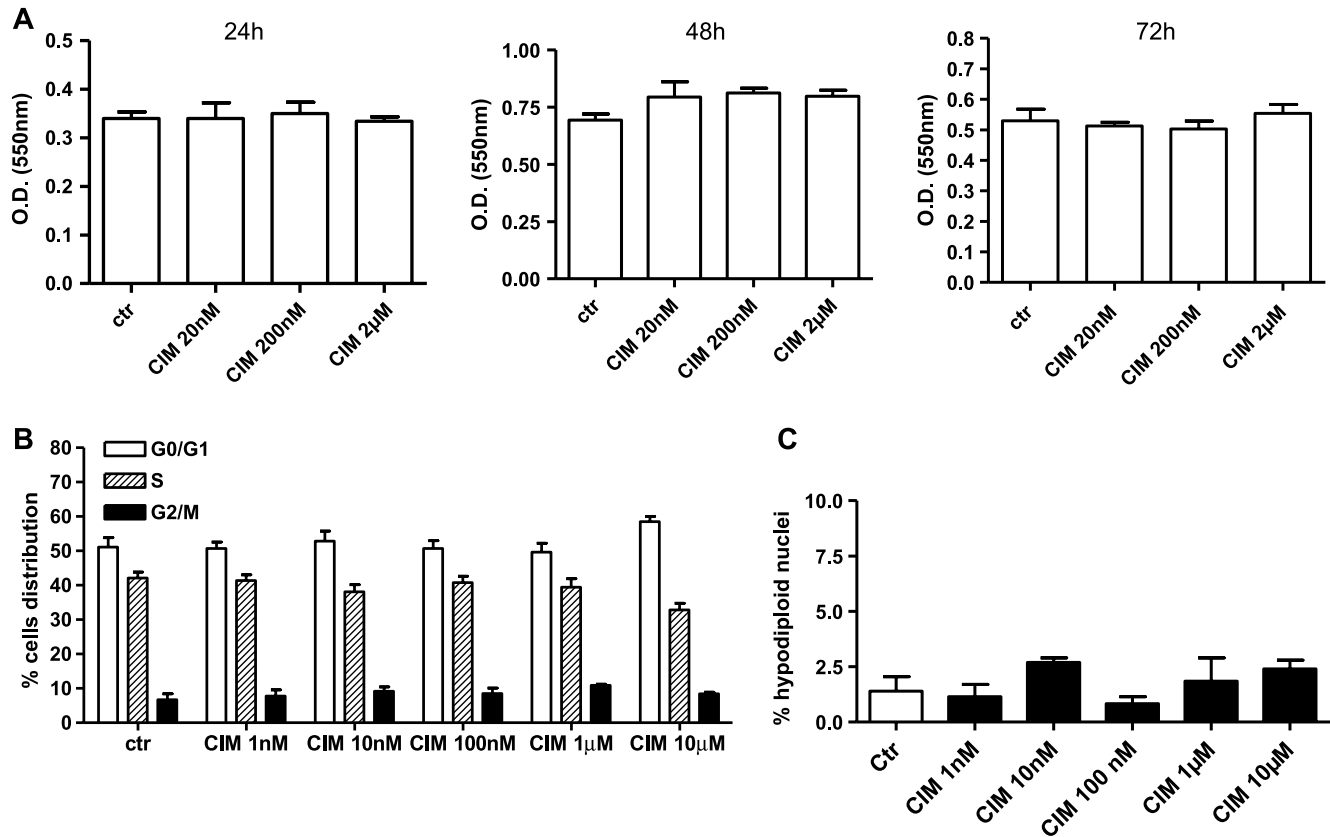 A
24h
48h
72h
O.D. (550nm)
0.5
0.4
0.3
0.2
0.1
0.0
ctr
CIM 20nM
CIM 200nM
CIM 2µM
O.D. (550nm)
1.00
0.75
0.50
0.25
0.00
ctr
CIM 20nM
CIM 200nM
CIM 2µM
O.D. (550nm)
0.8
0.7
0.6
0.5
0.4
0.3
0.2
0.1
0.0
ctr
CIM 20nM
CIM 200nM
CIM 2µM
B
% cells distribution
80
70
60
50
40
30
20
10
0
G0/G1
S
G2/M
ctr
CIM 1nM
CIM 10nM
CIM 100nM
CIM 1µM
CIM 10µM
C
% hypodiploid nuclei
10.0
7.5
5.0
2.5
0.0
Ctr
CIM 1nM
CIM 10nM
CIM 100 nM
CIM 1µM
CIM 10µM